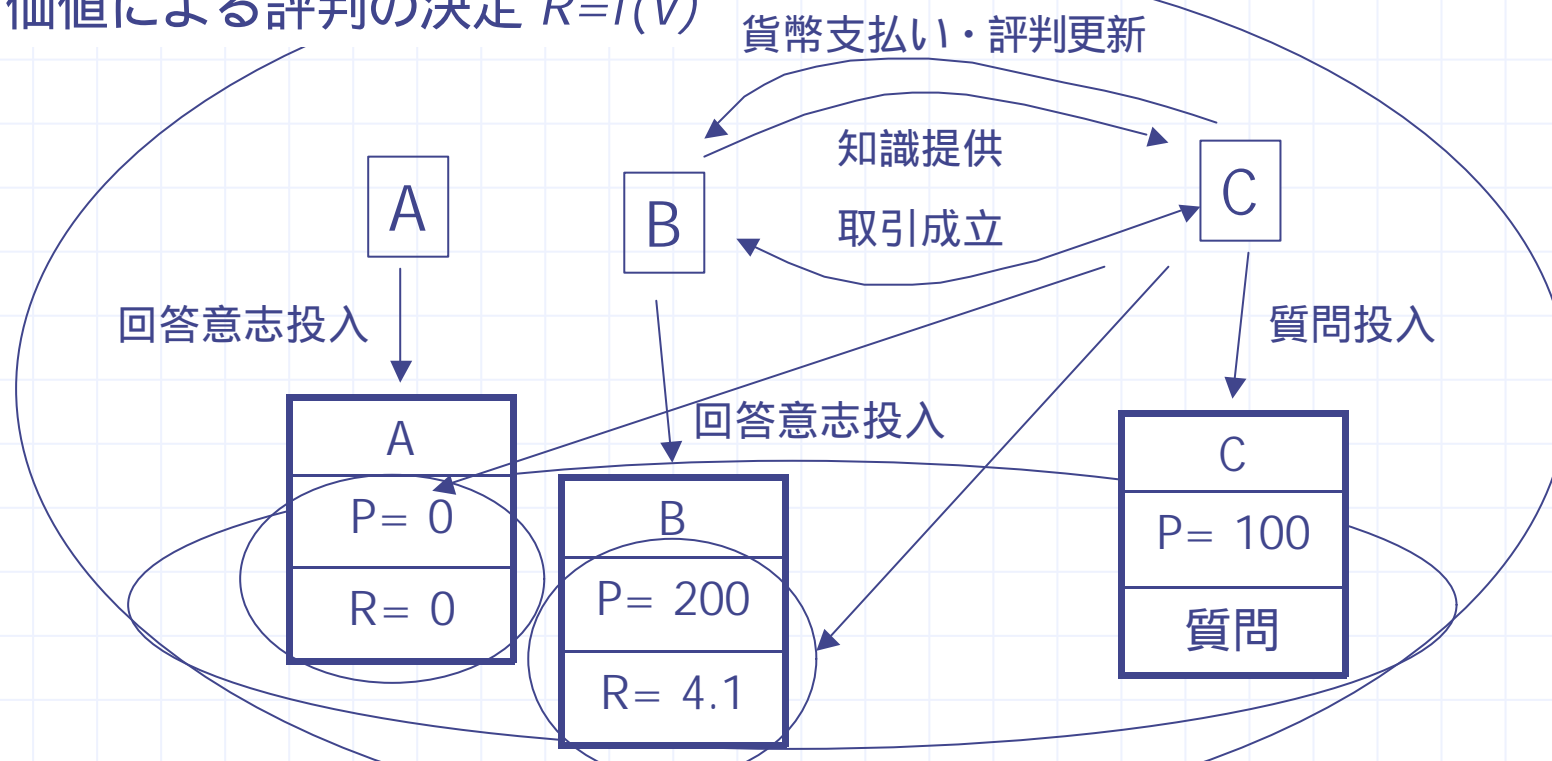 価値による評判の決定 R=f(V)
貨幣支払い・評判更新
知識提供
A
B
C
取引成立
回答意志投入
質問投入
回答意志投入
A
P= 0
R= 0
B
P= 200
R= 4.1
C
P= 100
質問